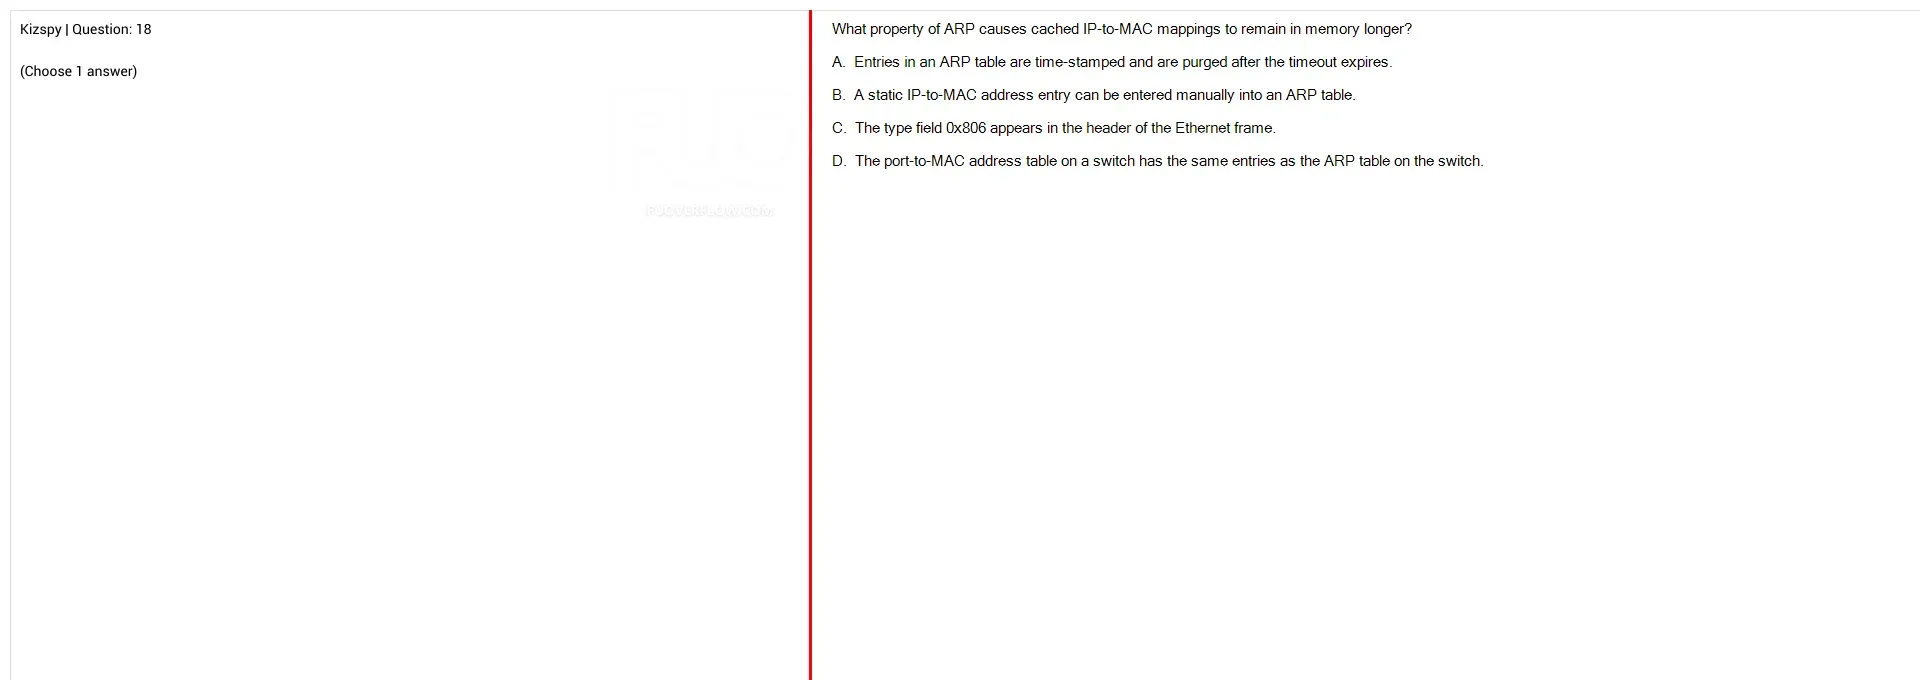 Kizspy | Question: 18
(Choose 1 answer)
What property of ARP causes cached IP-to-MAC mappings to remain in memory longer?
A. Entries in an ARP table are time-stamped and are purged after the timeout expires.
B. A static IP-to-MAC address entry can be entered manually into an ARP table.
C. The type field 0x806 appears in the header of the Ethernet frame.
D. The port-to-MAC address table on a switch has the same entries as the ARP table on the switch.
FUOVERFLOW.COM